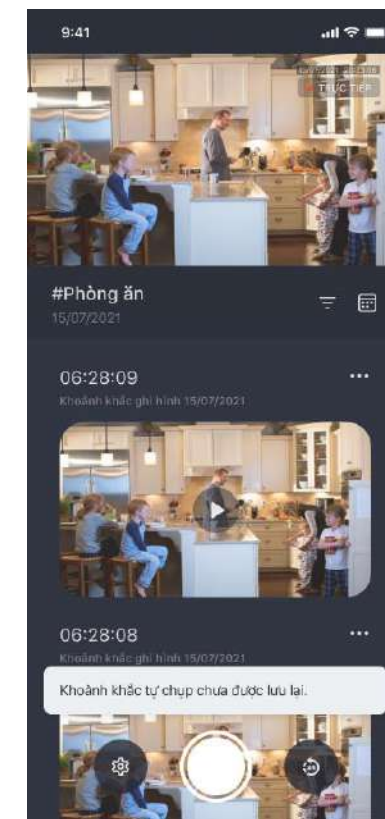 9:41
TRỰC TIẾP
#Phòng ăn
15/07/2021
06:28:09
Khoảnh khắc ghi hình 15/07/2021
06:28:08
Khoảnh khắc ghi hình 15/07/2021
Khoảnh khắc tự chụp chưa được lưu lại.